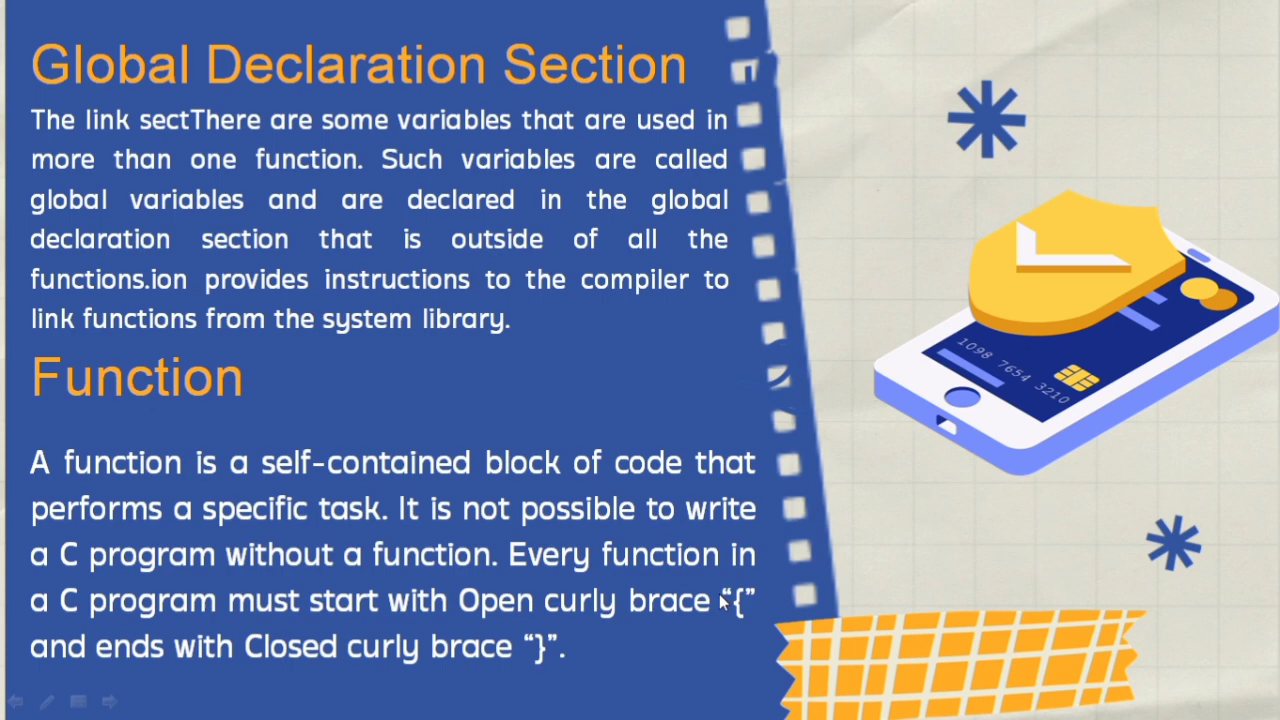 Global Declaration Section
The link sectThere are some variables that are used in
more than one function. Such variables are called
global variables and are declared in the global
declaration section that is outside of all the
functions.ion provides instructions to the compiler to
link functions from the system library.
Function
A function is a self-contained block of code that
performs a specific task. It is not possible to write
a C program without a function. Every function in
a C program must start with Open curly brace “{”
and ends with Closed curly brace “}”.
1098 7654 3210